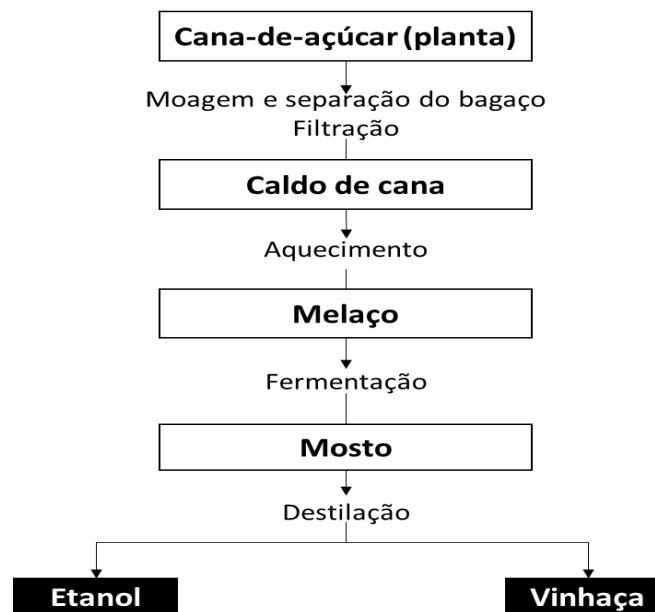 Cana-de-açúcar (planta)
Moagem e separação do bagaço
Filtração
Caldo de cana
Aquecimento
Melaço
Fermentação
Mosto
Destilação
Etanol
Vinhaça